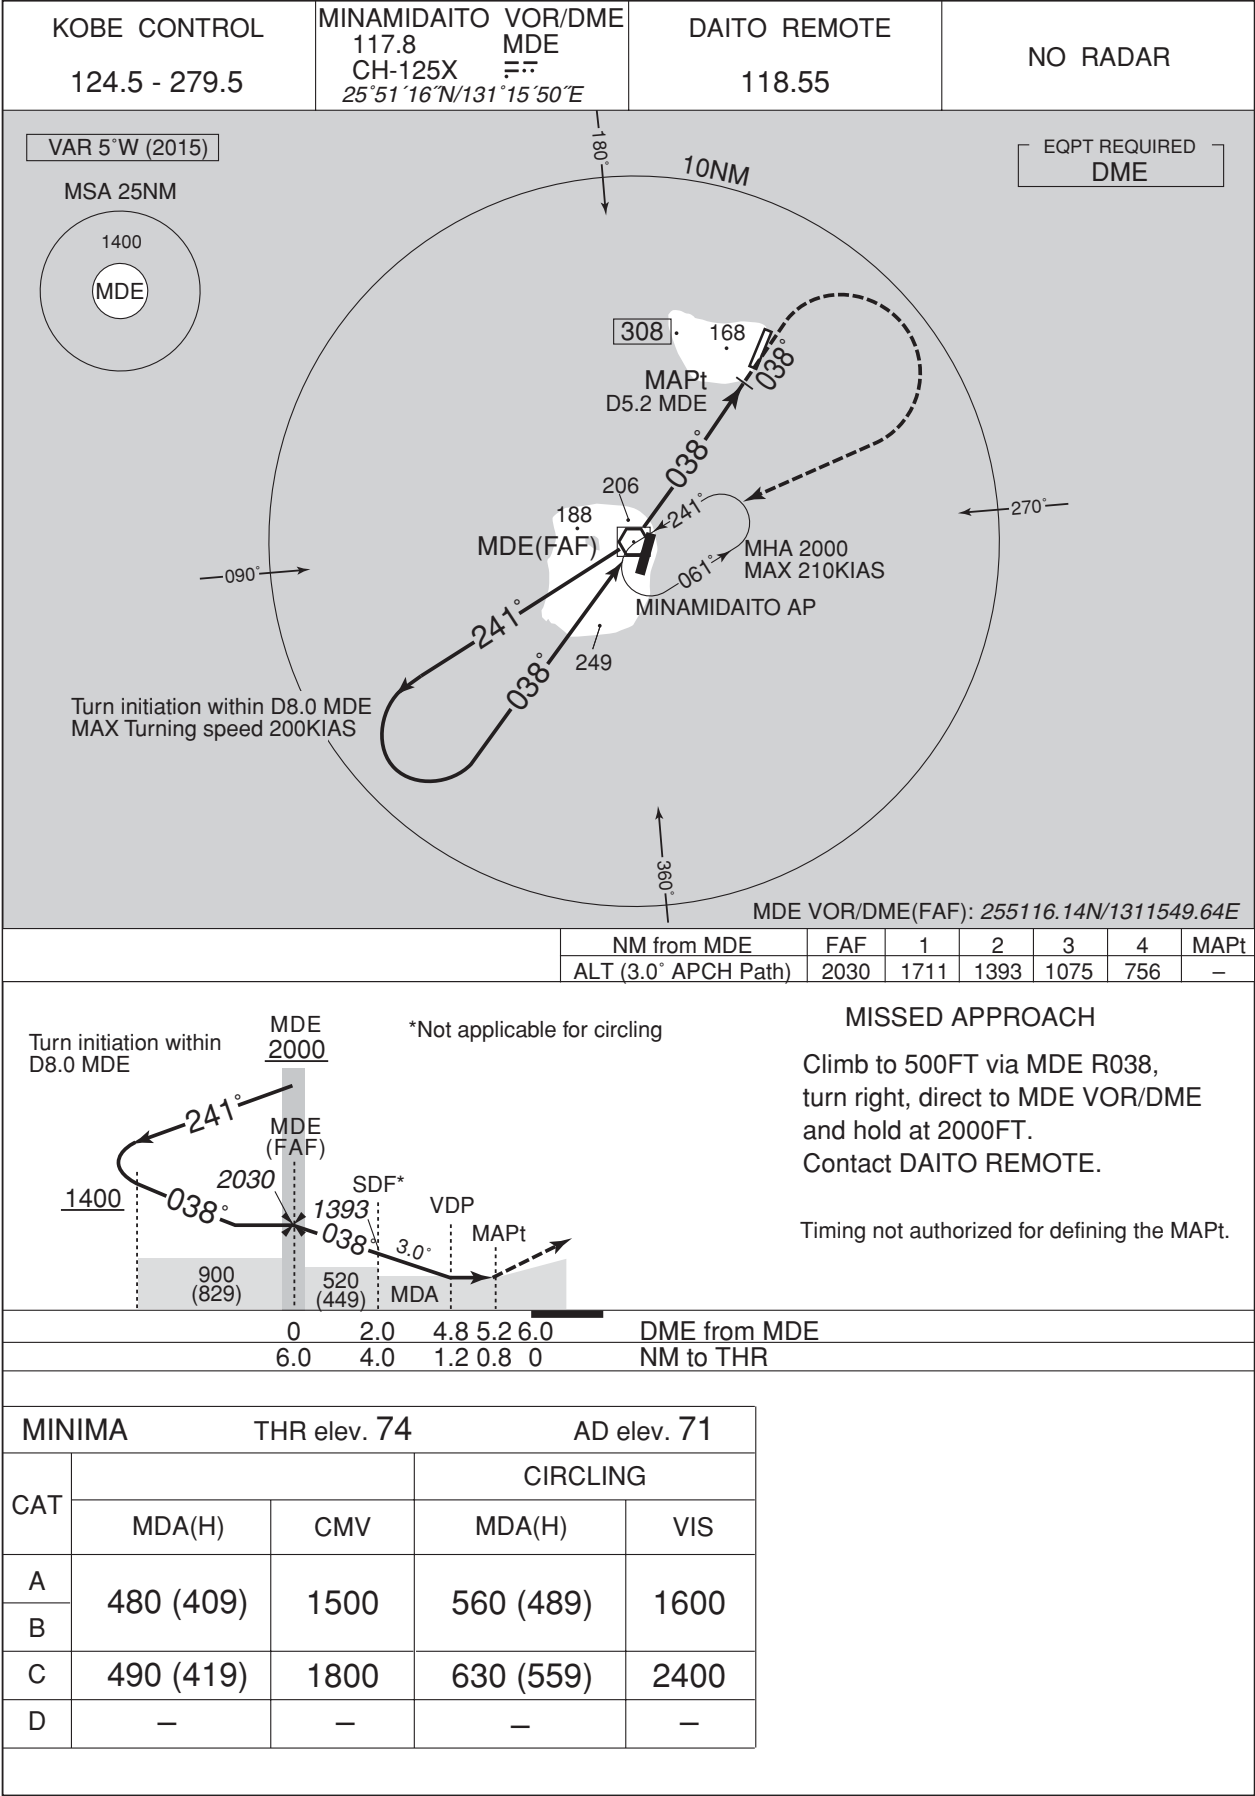 KOBE CONTROL
124.5 - 279.5
MINAMIDAITO VOR/DME
117.8 MDE
CH-125X
25°51´16˝N/131°15´50˝E
DAITO REMOTE
118.55
NO RADAR
VAR 5°W (2015)
MSA 25NM
1400
MDE
180°
10NM
EQPT REQUIRED
DME
308
168
038°
MAPt
D5.2 MDE
038°
206
241°
188
270°
MDE(FAF)
MHA 2000
MAX 210KIAS
090°
061°
MINAMIDAITO AP
241°
249
038°
Turn initiation within D8.0 MDE
MAX Turning speed 200KIAS
360°
MDE VOR/DME(FAF): 255116.14N/1311549.64E
NM from MDE FAF 1 2 3 4 MAPt
ALT (3.0° APCH Path) 2030 1711 1393 1075 756 –
Turn initiation within
D8.0 MDE
MDE
2000
*Not applicable for circling
241°
MDE
(FAF)
2030
SDF*
1400
038°
1393
VDP
038°
3.0°
MAPt
900
(829)
520
(449)
MDA
MISSED APPROACH
Climb to 500FT via MDE R038,
turn right, direct to MDE VOR/DME
and hold at 2000FT.
Contact DAITO REMOTE.
Timing not authorized for defining the MAPt.
0 2.0 4.8 5.2 6.0 DME from MDE
6.0 4.0 1.2 0.8 0 NM to THR
MINIMA THR elev. 74 AD elev. 71
CAT CIRCLING
MDA(H) CMV MDA(H) VIS
A
480 (409) 1500 560 (489) 1600
B
C 490 (419) 1800 630 (559) 2400
D – – – –